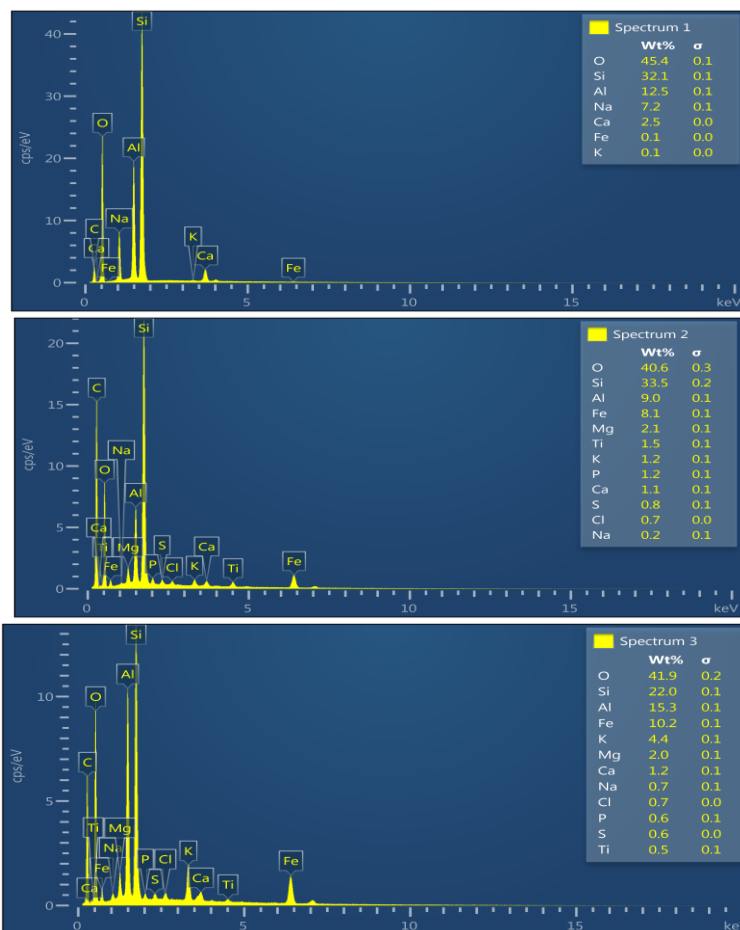 Spectrum 1
Wt% σ
O 45.4 0.1
Si 32.1 0.1
Al 12.5 0.1
Na 7.2 0.1
Ca 2.5 0.0
Fe 0.1 0.0
K 0.1 0.0
cps/eV
40
30
20
10
0
Si
O
Al
C
Na
Ca
Fe
K
Ca
Fe
0 5 10 15 keV
Spectrum 2
Wt% σ
O 40.6 0.3
Si 33.5 0.2
Al 9.0 0.1
Fe 8.1 0.1
Mg 2.1 0.1
Ti 1.5 0.1
K 1.2 0.1
P 1.2 0.1
Ca 1.1 0.1
S 0.8 0.1
Cl 0.7 0.0
Na 0.2 0.1
cps/eV
20
15
10
5
0
Si
C
Na
O
Al
Ca
Ti
Mg
S
Ca
Fe
Fe
P
Cl
K
Ti
0 5 10 15 keV
Spectrum 3
Wt% σ
O 41.9 0.2
Si 22.0 0.1
Al 15.3 0.1
Fe 10.2 0.1
K 4.4 0.1
Mg 2.0 0.1
Ca 1.2 0.1
Na 0.7 0.1
Cl 0.7 0.0
P 0.6 0.1
S 0.6 0.0
Ti 0.5 0.1
cps/eV
10
5
0
Si
Al
O
C
Ti
Mg
Na
Fe
Ca
P
Cl
K
S
Ca
Ti
Fe
0 5 10 15 keV